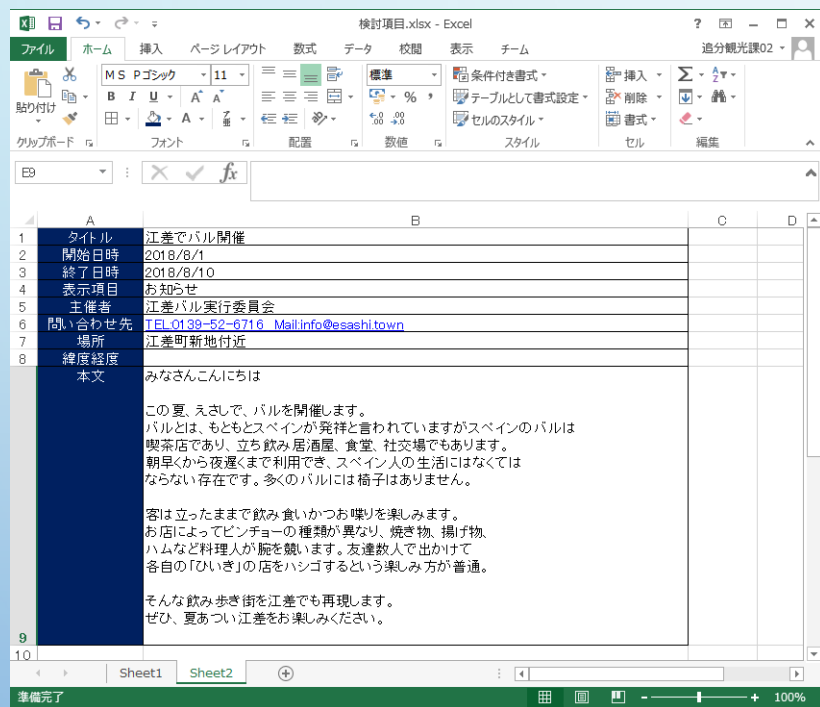 検討項目.xlsx - Excel
ファイル ホーム 挿入 ページ レイアウト 数式 データ 校閲 表示 チーム 追分観光課02
MS Pゴシック 11 標準 条件付き書式 挿入
貼り付け B I U A A % , テーブルとして書式設定 削除
A セルのスタイル 書式
クリップボード フォント 配置 数値 スタイル セル 編集
E9 fx
A B C D
1 タイトル 江差でバル開催
2 開始日時 2018/8/1
3 終了日時 2018/8/10
4 表示項目 お知らせ
5 主催者 江差バル実行委員会
6 問い合わせ先 TEL:0139-52-6716 Mail:info@esashi.town
7 場所 江差町新地付近
8 緯度経度
本文 みなさんこんにちは
この夏、えさしで、バルを開催します。
バルとは、もともとスペインが発祥と言われていますがスペインのバルは
喫茶店であり、立ち飲み居酒屋、食堂、社交場でもあります。
朝早くから夜遅くまで利用でき、スペイン人の生活にはなくては
ならない存在です。多くのバルには椅子はありません。
客は立ったままで飲み食いかつお喋りを楽しみます。
お店によってピンチョーの種類が異なり、焼き物、揚げ物、
ハムなど料理人が腕を競います。友達数人で出かけて
各自の「ひいき」の店をハシゴするという楽しみ方が普通。
そんな飲み歩き街を江差でも再現します。
ぜひ、夏あつい江差をお楽しみください。
9
10
Sheet1 Sheet2
準備完了 100%